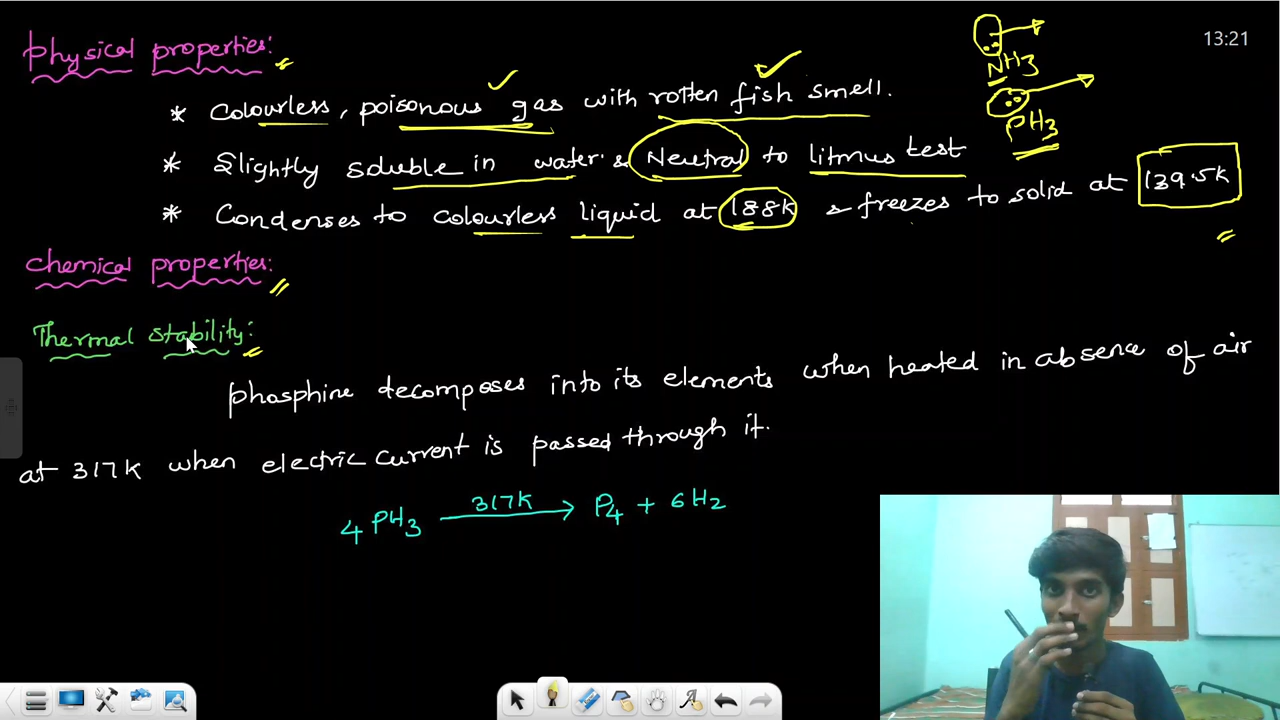 physical properties:
NH3
13:21
* Colourless, poisonous gas with rotten fish smell.
PH3
* Slightly soluble in water & Neutral to litmus test
* Condenses to colourless liquid at 188K & freezes to solid at 139.5K
chemical properties:
Thermal stability:
phosphine decomposes into its elements when heated in absence of air
at 317K when electric current is passed through it.
4 PH3 317K → P4 + 6H2